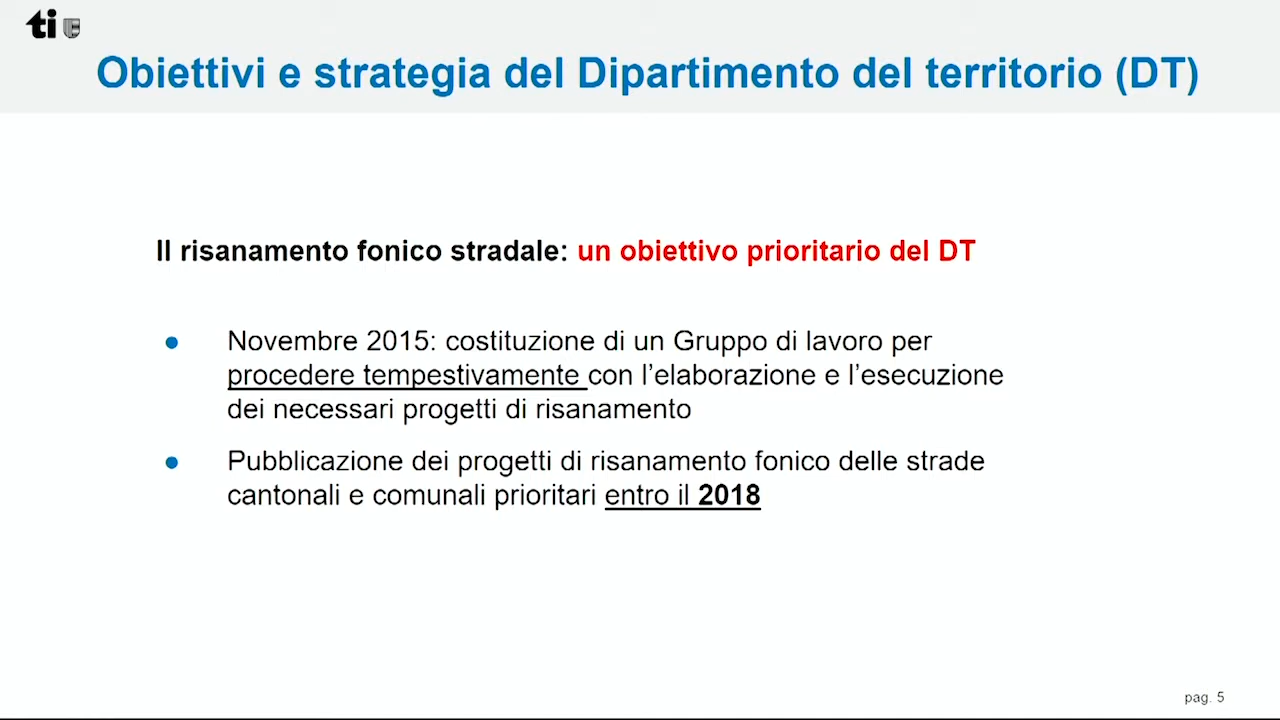 ti
Obiettivi e strategia del Dipartimento del territorio (DT)
Il risanamento fonico stradale: un obiettivo prioritario del DT
● Novembre 2015: costituzione di un Gruppo di lavoro per
procedere tempestivamente con l’elaborazione e l’esecuzione
dei necessari progetti di risanamento
● Pubblicazione dei progetti di risanamento fonico delle strade
cantonali e comunali prioritari entro il 2018
pag. 5